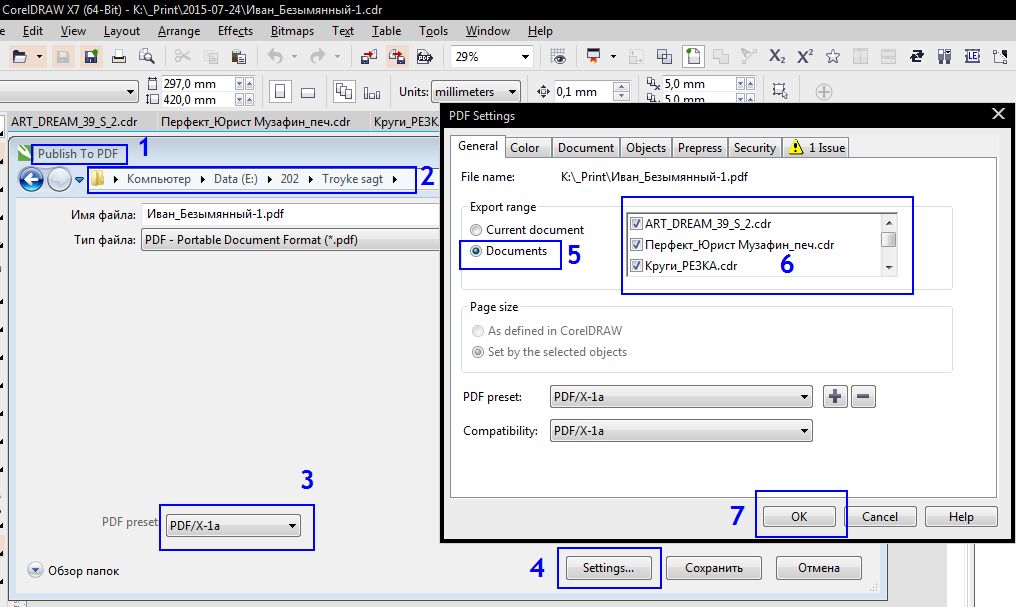 CorelDRAW X7 (64-Bit) - K:\_Print\2015-07-24\Иван_Безымянный-1.cdr
e Edit View Layout Arrange Effects Bitmaps Text Table Tools Window Help
29%
297,0 mm
420,0 mm
Units: millimeters
0,1 mm
5,0 mm
5,0 mm
ART_DREAM_39_S_2.cdr Перфект_Юрист Музафин_печ.cdr Круги_РЕЗКА
Publish To PDF 1
Компьютер Data (E:) 202 Troyke sagt 2
Имя файла: Иван_Безымянный-1.pdf
Тип файла: PDF - Portable Document Format (*.pdf)
3
PDF preset: PDF/X-1a
4 Settings... Сохранить Отмена
Обзор папок
PDF Settings
General Color Document Objects Prepress Security 1 Issue
File name: K:\_Print\Иван_Безымянный-1.pdf
Export range
Current document
Documents 5
ART_DREAM_39_S_2.cdr
Перфект_Юрист Музафин_печ.cdr
Круги_РЕЗКА.cdr 6
Page size
As defined in CorelDRAW
Set by the selected objects
PDF preset: PDF/X-1a
Compatibility: PDF/X-1a
7 OK Cancel Help